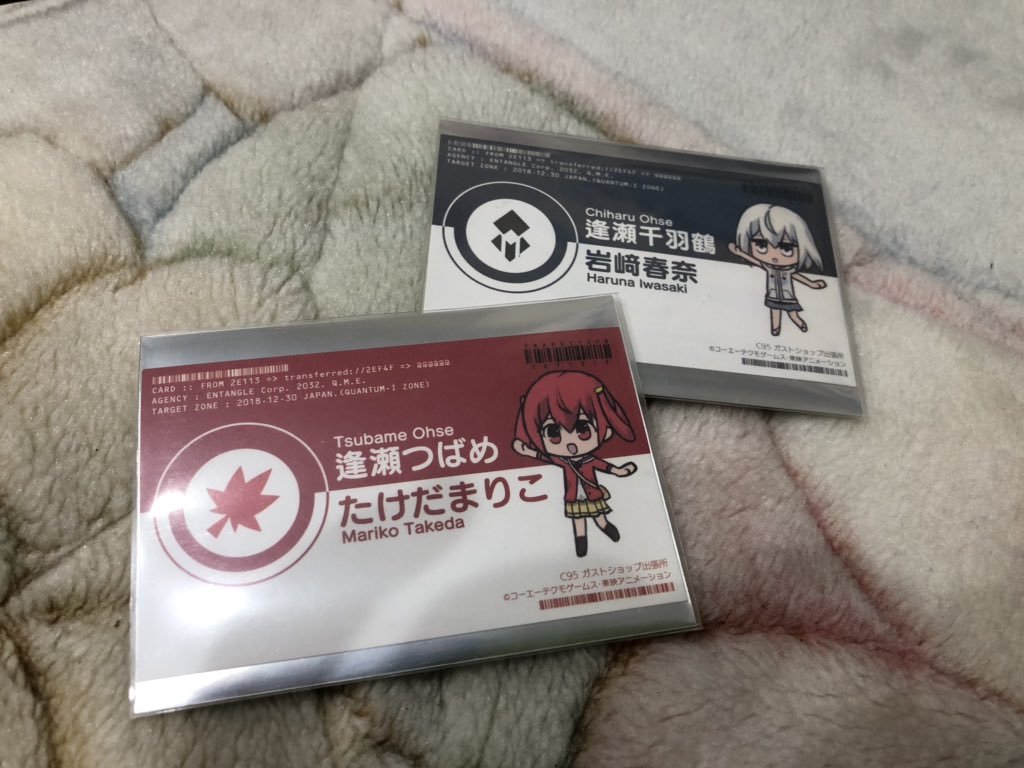 CARD :: FROM 2E113 => transferred://2EF4F => @@@@@@
AGENCY : ENTANGLE Corp. 2032. Q.M.E.
TARGET ZONE : 2018-12-30 JAPAN.(QUANTUM-I ZONE)
Chiharu Ohse
逢瀬千羽鶴
岩﨑春奈
Haruna Iwasaki
C95 ガストショップ出張所
©コーエーテクモゲームス・東映アニメーション
CARD :: FROM 2E113 => transferred://2EF4F => @@@@@@
AGENCY : ENTANGLE Corp. 2032. Q.M.E.
TARGET ZONE : 2018-12-30 JAPAN.(QUANTUM-I ZONE)
Tsubame Ohse
逢瀬つばめ
たけだまりこ
Mariko Takeda
C95 ガストショップ出張所
©コーエーテクモゲームス・東映アニメーション